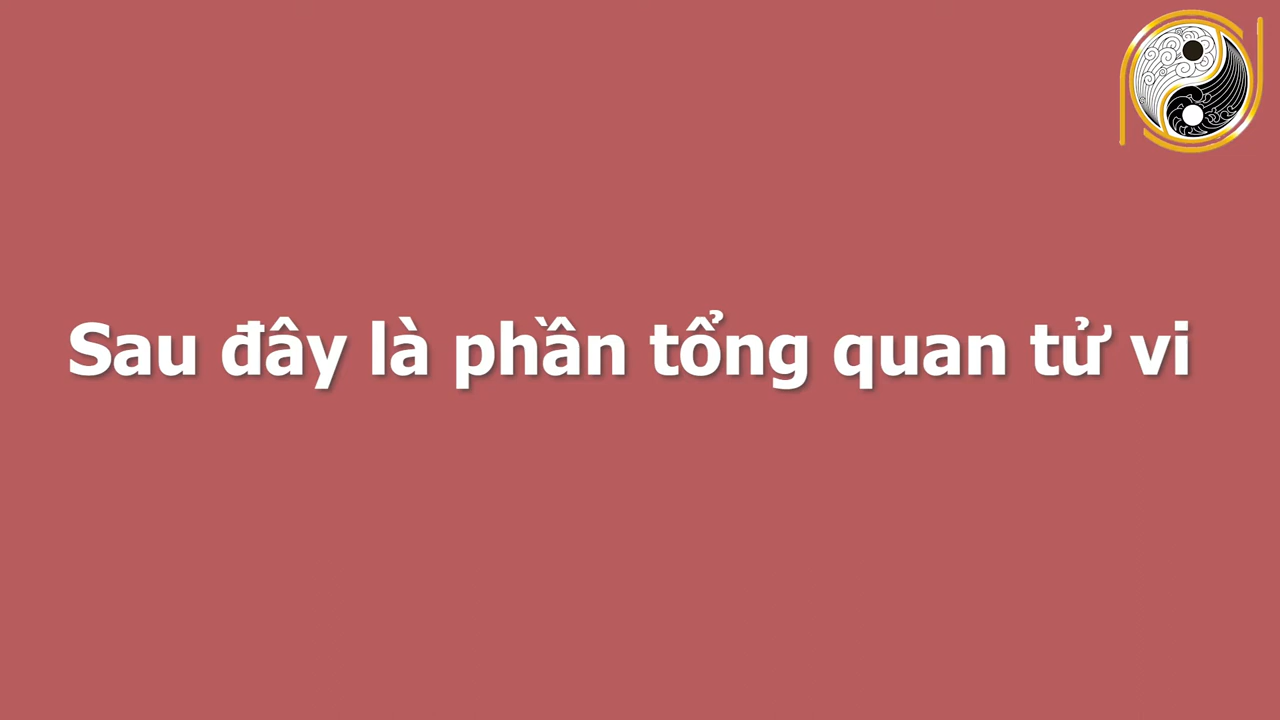 Sau đây là phần tổng quan tử vi